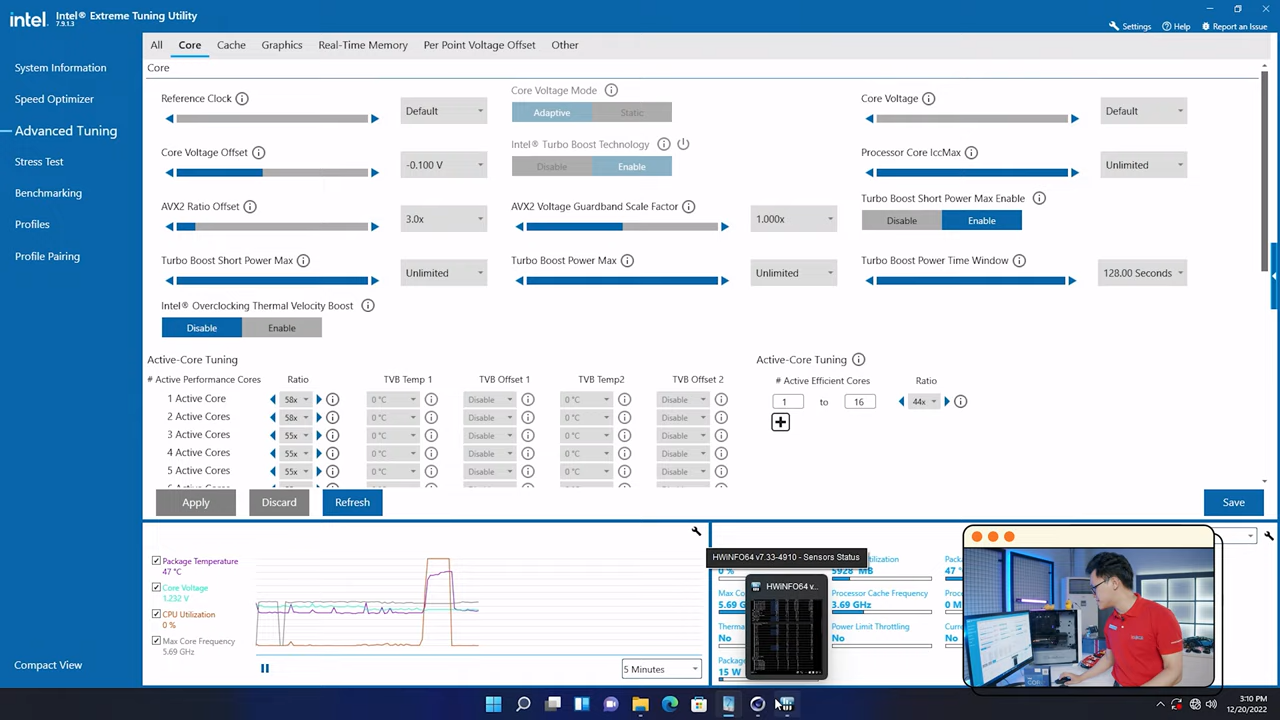 intel
Intel® Extreme Tuning Utility
7.9.1.3
Settings
Help
Report an Issue
System Information
Speed Optimizer
Advanced Tuning
Stress Test
Benchmarking
Profiles
Profile Pairing
Compact View
All Core Cache Graphics Real-Time Memory Per Point Voltage Offset Other
Core
Reference Clock
Default
Core Voltage Mode
Adaptive Static
Core Voltage
Default
Core Voltage Offset
-0.100 V
Intel® Turbo Boost Technology
Disable Enable
Processor Core IccMax
Unlimited
AVX2 Ratio Offset
3.0x
AVX2 Voltage Guardband Scale Factor
1.000x
Turbo Boost Short Power Max Enable
Disable Enable
Turbo Boost Short Power Max
Unlimited
Turbo Boost Power Max
Unlimited
Turbo Boost Power Time Window
128.00 Seconds
Intel® Overclocking Thermal Velocity Boost
Disable Enable
Active-Core Tuning
# Active Performance Cores Ratio TVB Temp 1 TVB Offset 1 TVB Temp2 TVB Offset 2
1 Active Core 58x 0 °C Disable 0 °C Disable
2 Active Cores 58x 0 °C Disable 0 °C Disable
3 Active Cores 55x 0 °C Disable 0 °C Disable
4 Active Cores 55x 0 °C Disable 0 °C Disable
5 Active Cores 55x 0 °C Disable 0 °C Disable
Active-Core Tuning
# Active Efficient Cores Ratio
1 to 16 44x
Apply Discard Refresh Save
Package Temperature
47 °C
Core Voltage
1.232 V
CPU Utilization
0 %
Max Core Frequency
5.69 GHz
5 Minutes
HWiNFO64 v7.33-4910 - Sensors Status
HWiNFO64 v...
0 %
5928 MB
47 °
5.69 G
Processor Cache Frequency
3.69 GHz
No
Power Limit Throttling
No
No
15 W
3:10 PM
12/20/2022